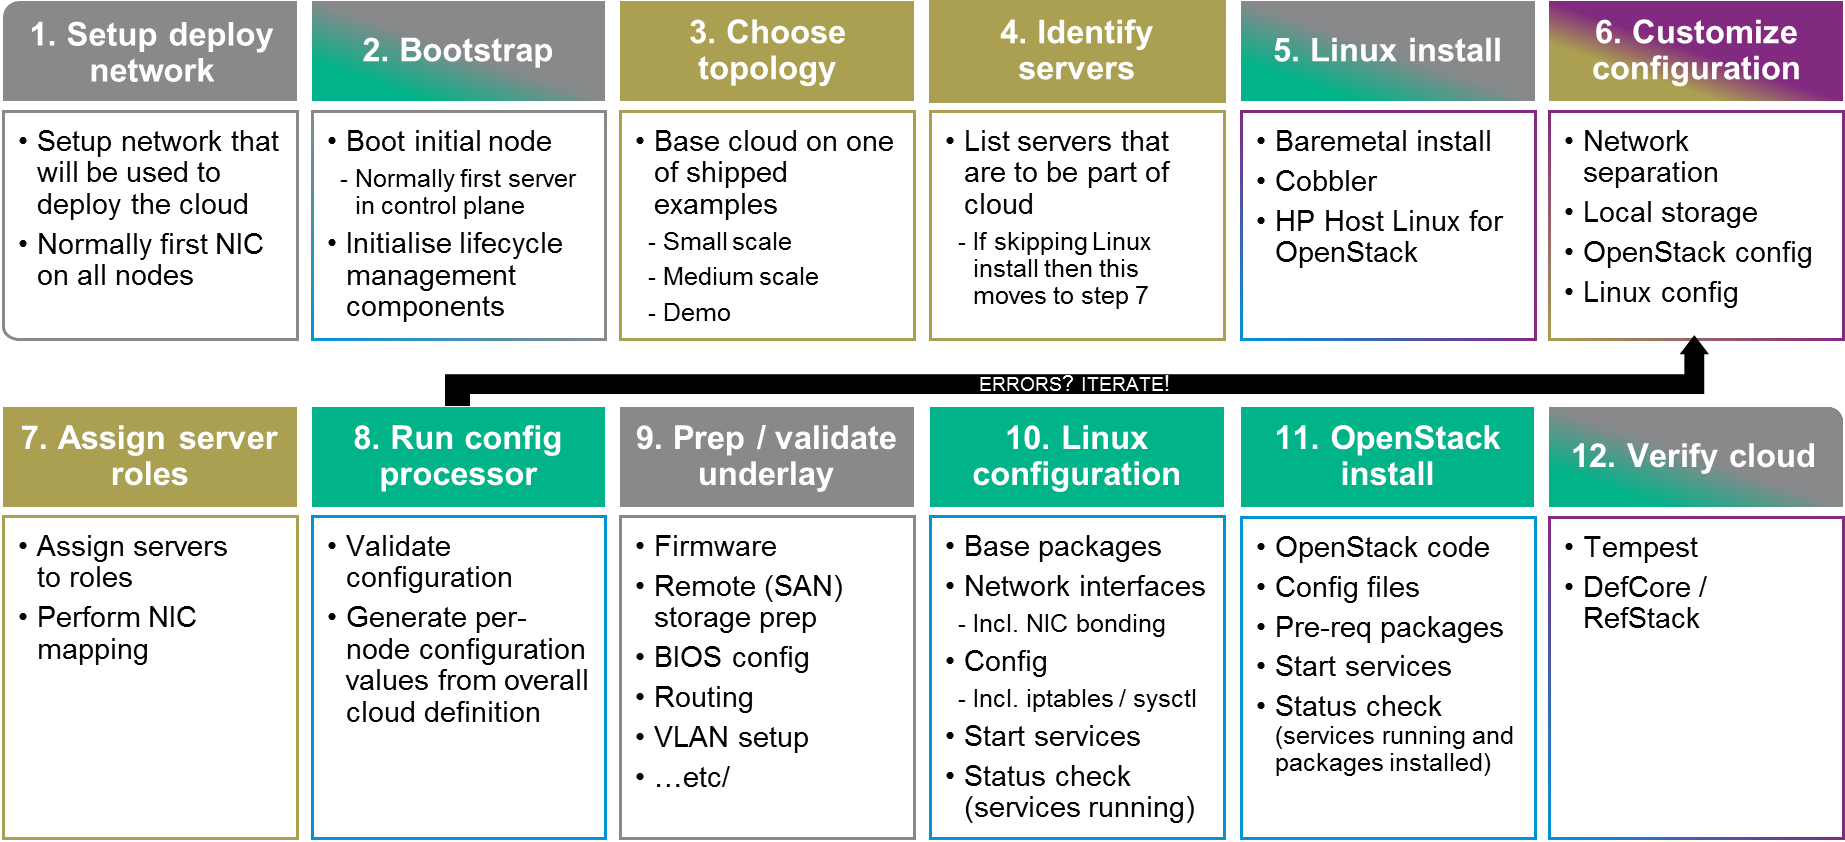 1. Setup deploy
network
2. Bootstrap
3. Choose
topology
4. Identify
servers
5. Linux install
6. Customize
configuration
• Setup network that
will be used to
deploy the cloud
• Normally first NIC
on all nodes
• Boot initial node
- Normally first server
in control plane
• Initialise lifecycle
management
components
• Base cloud on one
of shipped
examples
- Small scale
- Medium scale
- Demo
• List servers that
are to be part of
cloud
- If skipping Linux
install then this
moves to step 7
• Baremetal install
• Cobbler
• HP Host Linux for
OpenStack
• Network
separation
• Local storage
• OpenStack config
• Linux config
ERRORS? ITERATE!
7. Assign server
roles
8. Run config
processor
9. Prep / validate
underlay
10. Linux
configuration
11. OpenStack
install
12. Verify cloud
• Assign servers
to roles
• Perform NIC
mapping
• Validate
configuration
• Generate per-
node configuration
values from overall
cloud definition
• Firmware
• Remote (SAN)
storage prep
• BIOS config
• Routing
• VLAN setup
• …etc/
• Base packages
• Network interfaces
- Incl. NIC bonding
• Config
- Incl. iptables / sysctl
• Start services
• Status check
(services running)
• OpenStack code
• Config files
• Pre-req packages
• Start services
• Status check
(services running and
packages installed)
• Tempest
• DefCore /
RefStack